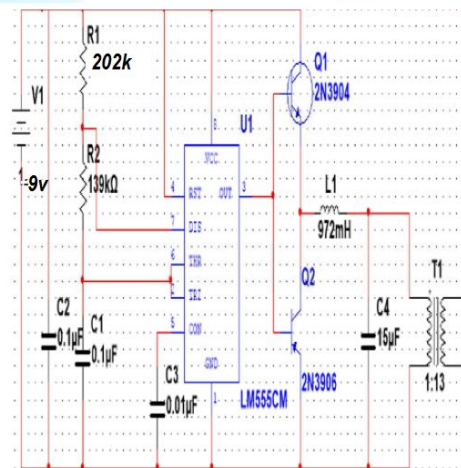 R1
202k
V1
9v
R2
139kΩ
C2
0.1µF
C1
0.1µF
C3
0.01µF
U1
8
VCC
4
RST
OUT
3
7
DIS
6
THR
2
TRI
5
CON
GND
1
LM555CM
Q1
2N3904
L1
972mH
Q2
2N3906
C4
15µF
T1
1:13